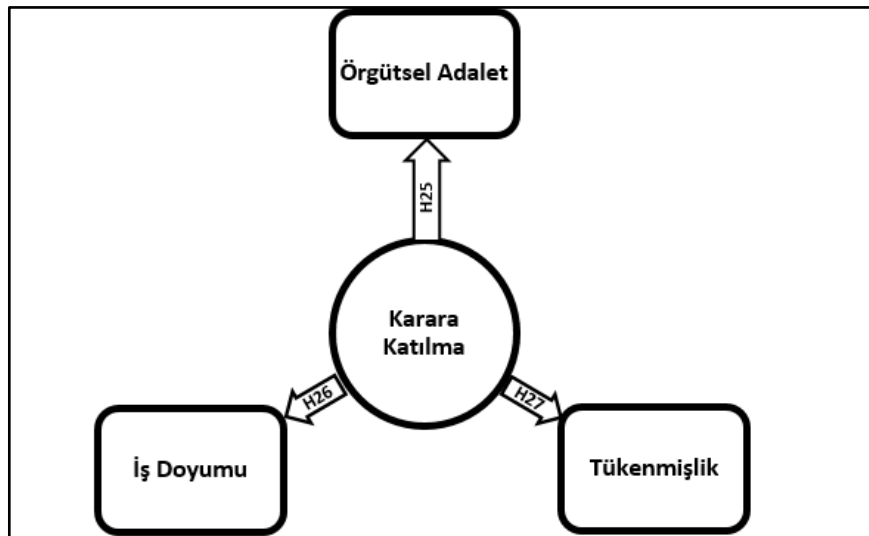 Örgütsel Adalet
H25
Karara
Katılma
H26
H27
İş Doyumu
Tükenmişlik